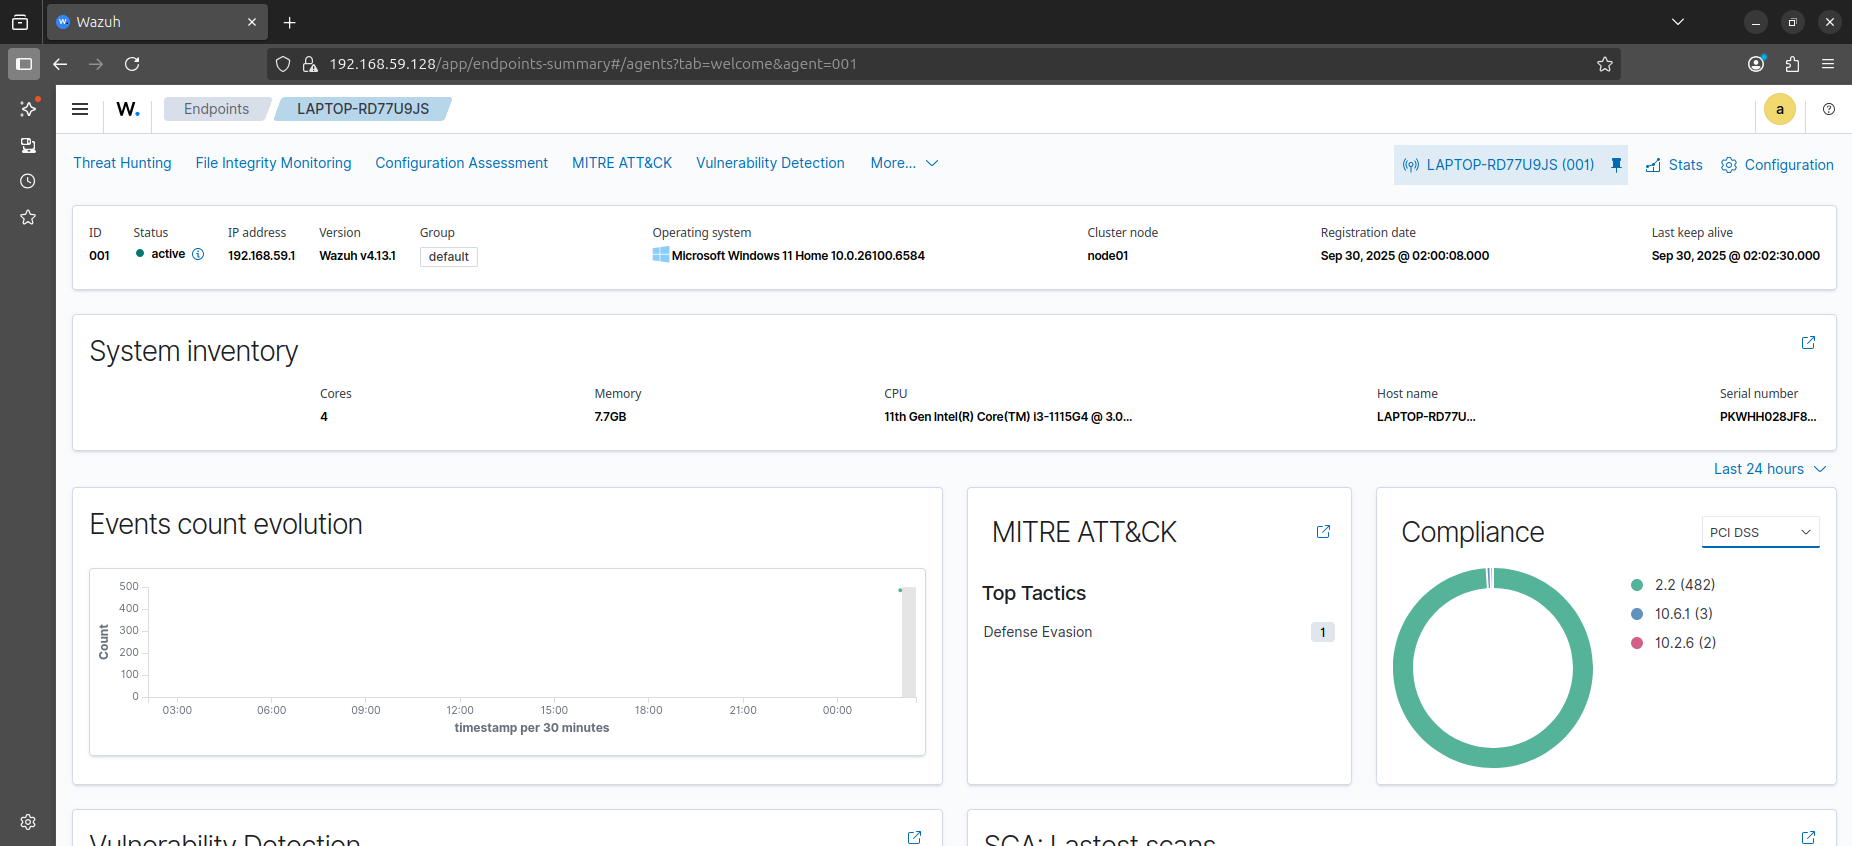 Wazuh
192.168.59.128/app/endpoints-summary#/agents?tab=welcome&agent=001
W. Endpoints LAPTOP-RD77U9JS a
Threat Hunting File Integrity Monitoring Configuration Assessment MITRE ATT&CK Vulnerability Detection More... LAPTOP-RD77U9JS (001) Stats Configuration
ID Status IP address Version Group Operating system Cluster node Registration date Last keep alive
001 active 192.168.59.1 Wazuh v4.13.1 default Microsoft Windows 11 Home 10.0.26100.6584 node01 Sep 30, 2025 @ 02:00:08.000 Sep 30, 2025 @ 02:02:30.000
System inventory
Cores Memory CPU Host name Serial number
4 7.7GB 11th Gen Intel(R) Core(TM) i3-1115G4 @ 3.0... LAPTOP-RD77U... PKWHH028JF8...
Last 24 hours
Events count evolution
500
400
300
200
100
0
Count
03:00 06:00 09:00 12:00 15:00 18:00 21:00 00:00
timestamp per 30 minutes
MITRE ATT&CK
Top Tactics
Defense Evasion 1
Compliance PCI DSS
2.2 (482)
10.6.1 (3)
10.2.6 (2)
Vulnerability Detection
SCA: Lastest scans